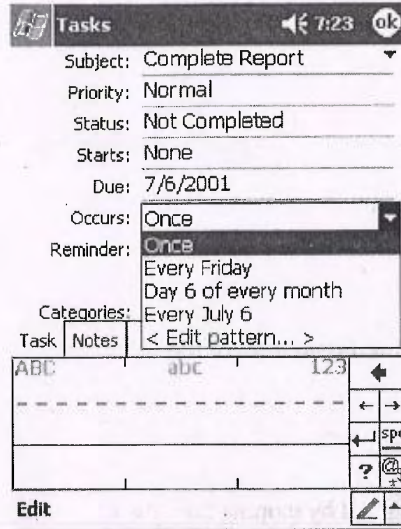 Tasks 7:23 ok
Subject: Complete Report
Priority: Normal
Status: Not Completed
Starts: None
Due: 7/6/2001
Occurs: Once
Reminder: Once
Every Friday
Day 6 of every month
Every July 6
Categories: < Edit pattern... >
Task Notes
ABC abc 123
?
@
Edit